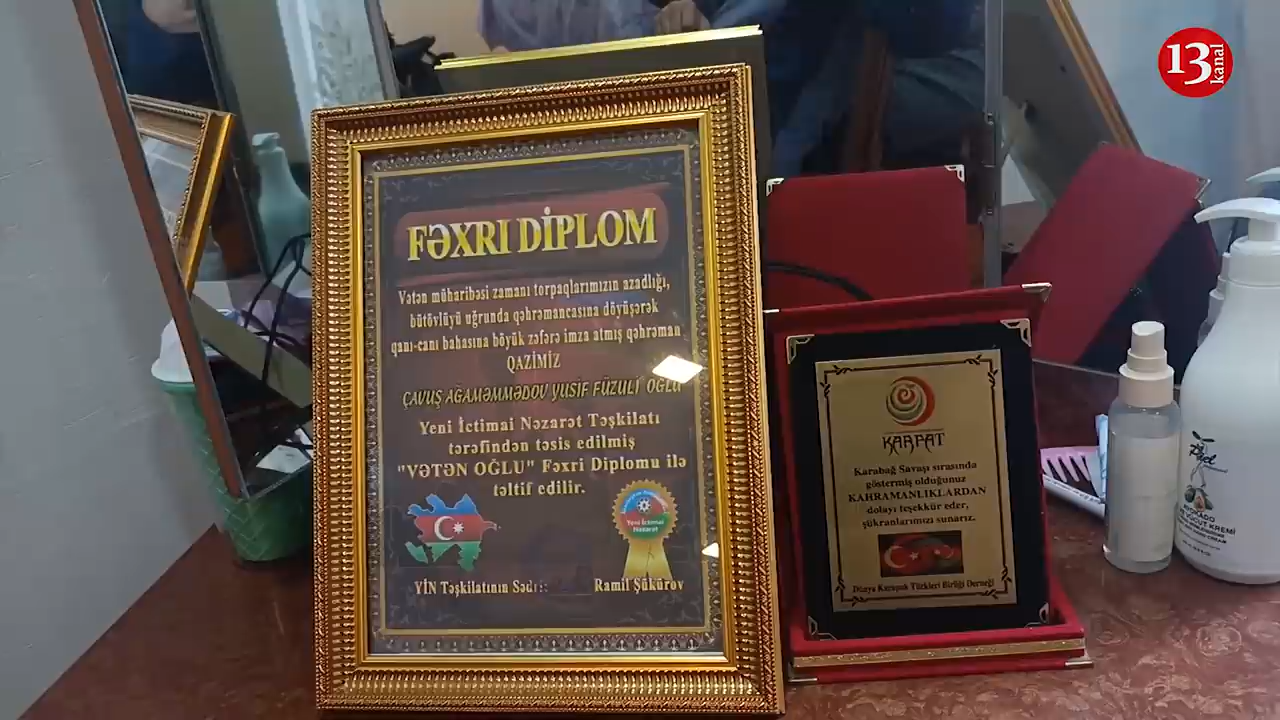 FƏXRI DİPLOM
Vətən müharibəsi zamanı torpaqlarımızın azadlığı,
bütövlüyü uğrunda qəhrəmancasına döyüşərək
qanı-canı bahasına böyük zəfərə imza atmış qəhrəman
QAZİMİZ
ÇAVUŞ AĞAMƏMMƏDOV YUSİF FÜZULİ OĞLU
Yeni İctimai Nəzarət Təşkilatı
tərəfindən təsis edilmiş
"VƏTƏN OĞLU" Fəxri Diplomu ilə
təltif edilir.
Yeni İctimai
Nəzarət
YİN Təşkilatının Sədri: Ramil Şükürov
KARPAT
Karabağ Savaşı sırasında
göstermiş olduğunuz
KAHRAMANLIKLARDAN
dolayı teşekkür eder,
şükranlarımızı sunarız.
Dünya Karapapak Türkleri Birliği Derneği
13 kanal
AVOKADO